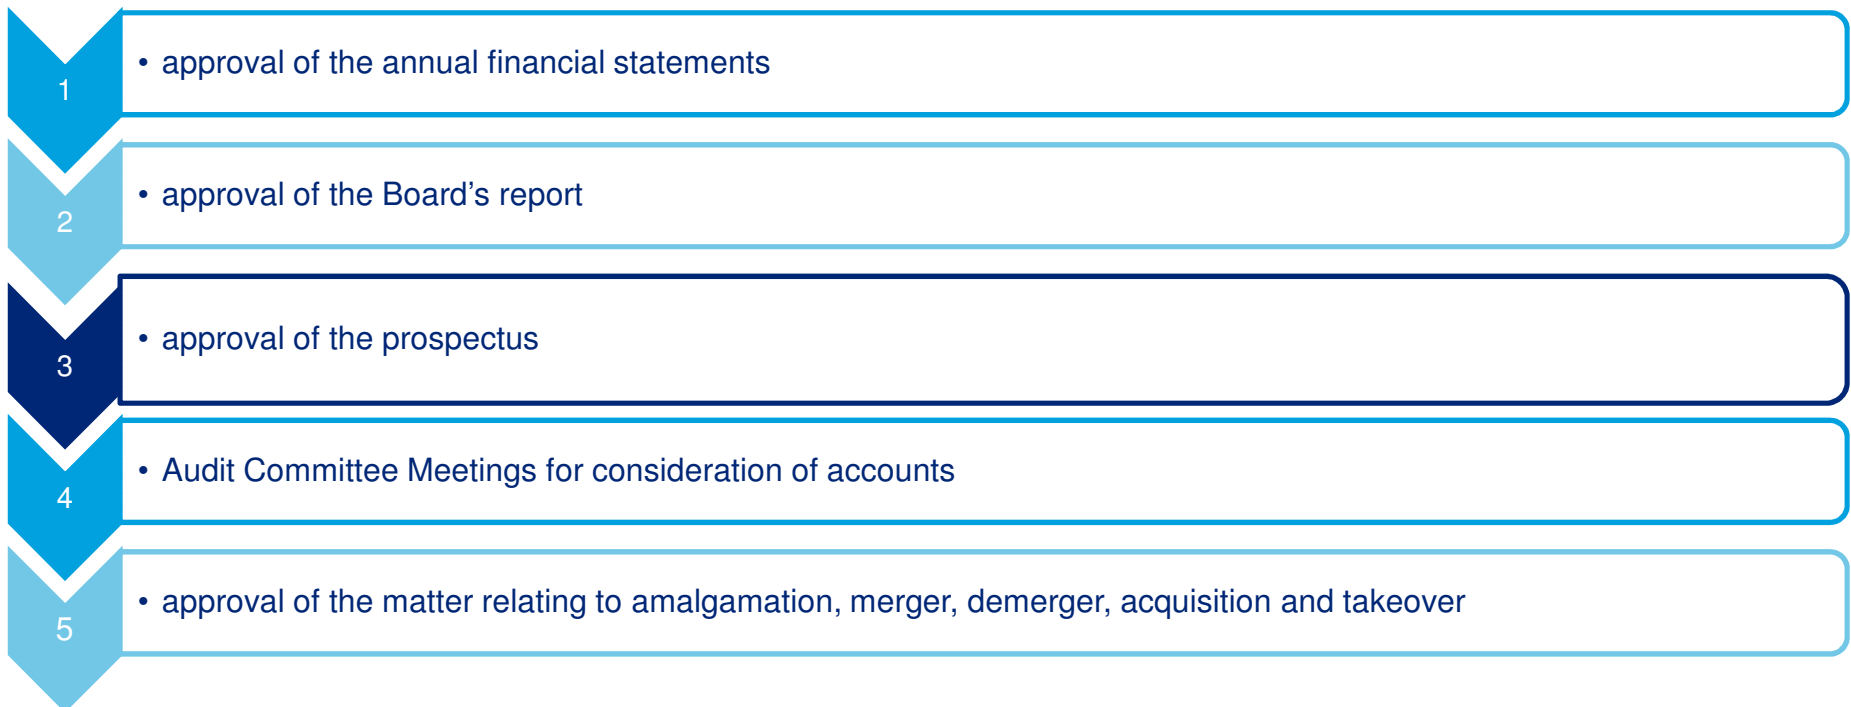 1
• approval of the annual financial statements
2
• approval of the Board’s report
3
• approval of the prospectus
4
• Audit Committee Meetings for consideration of accounts
5
• approval of the matter relating to amalgamation, merger, demerger, acquisition and takeover